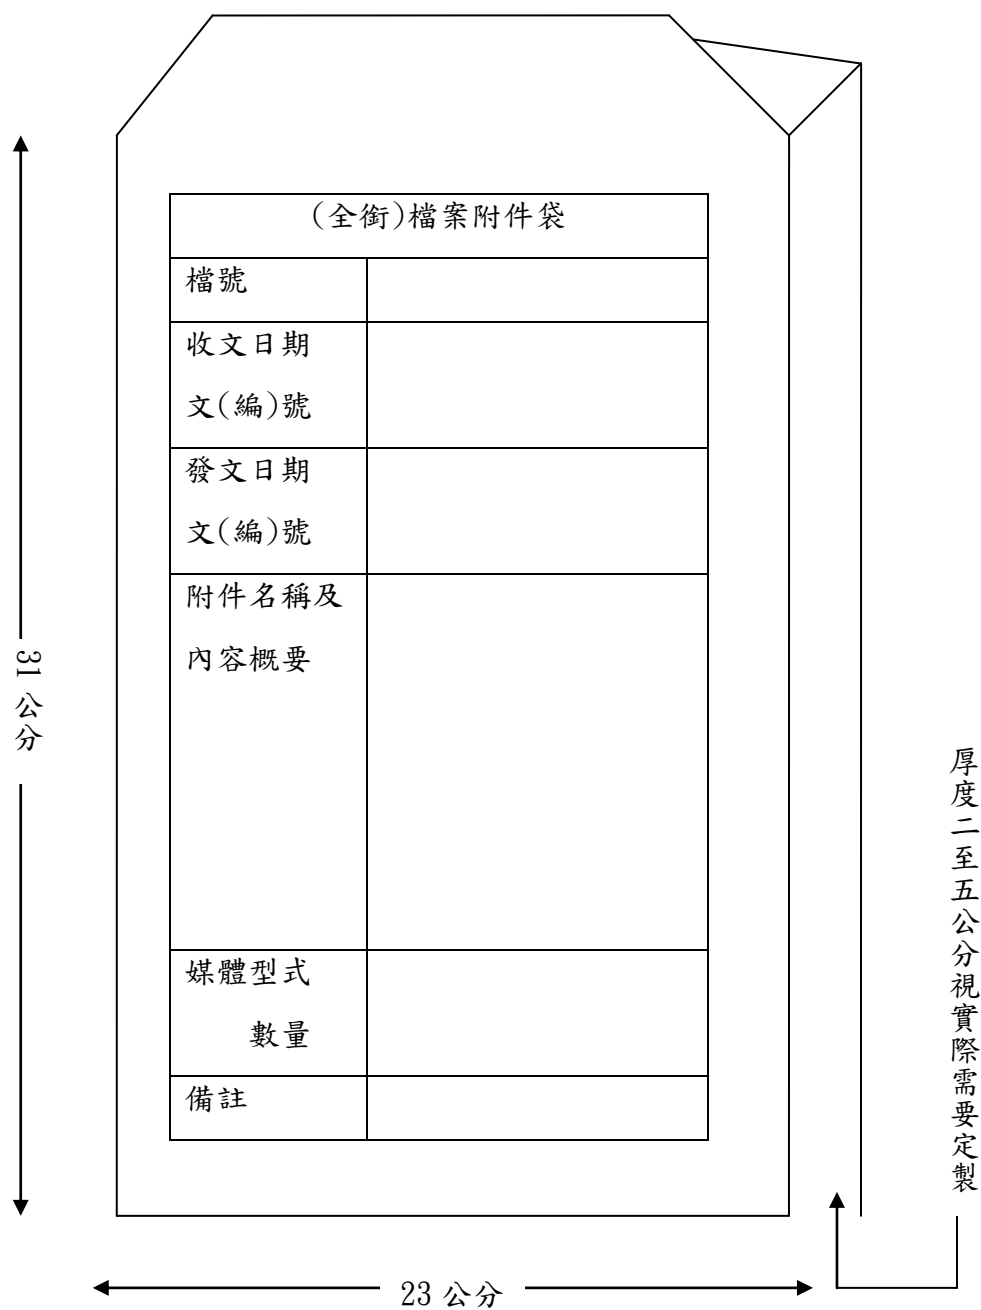 (全銜)檔案附件袋
檔號
收文日期
文(編)號
發文日期
文(編)號
附件名稱及
內容概要
媒體型式
數量
備註
31 公分
23 公分
厚度二至五公分視實際需要定製